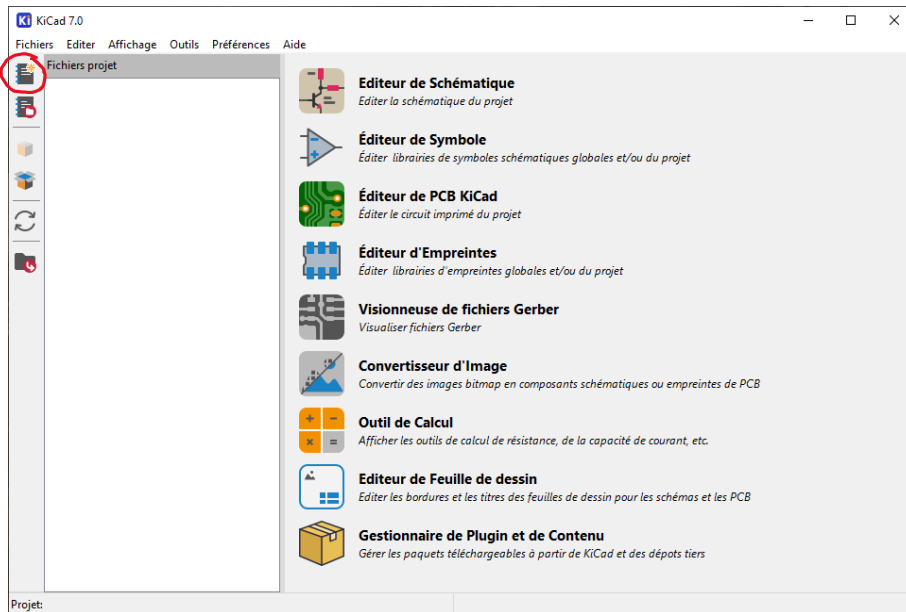 KiCad 7.0
Fichiers Editer Affichage Outils Préférences Aide
Fichiers projet
Editeur de Schématique
Editer la schématique du projet
Éditeur de Symbole
Éditer librairies de symboles schématiques globales et/ou du projet
Éditeur de PCB KiCad
Éditer le circuit imprimé du projet
Éditeur d'Empreintes
Éditer librairies d'empreintes globales et/ou du projet
Visionneuse de fichiers Gerber
Visualiser fichiers Gerber
Convertisseur d'Image
Convertir des images bitmap en composants schématiques ou empreintes de PCB
Outil de Calcul
Afficher les outils de calcul de résistance, de la capacité de courant, etc.
Editeur de Feuille de dessin
Editer les bordures et les titres des feuilles de dessin pour les schémas et les PCB
Gestionnaire de Plugin et de Contenu
Gérer les paquets téléchargeables à partir de KiCad et des dépots tiers
Projet: